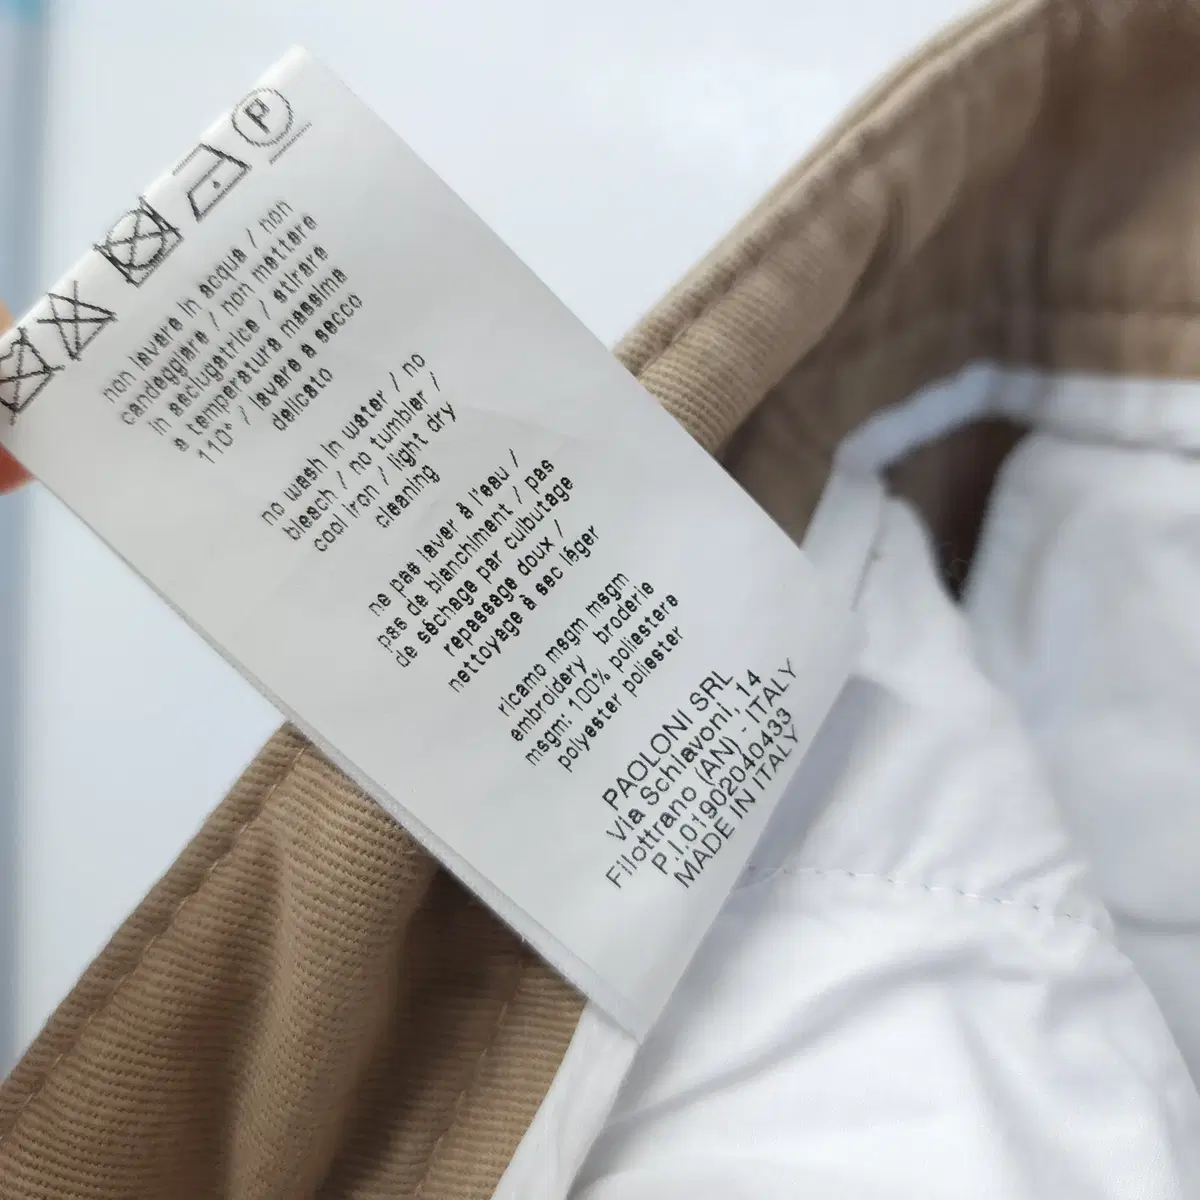 P
non lavare in acqua / non
candeggiare / non mettere
in asciugatrice / stirare
a temperatura massima
110° / lavare a secco
delicato
no wash in water / no
bleach / no tumbler /
cool iron / light dry
cleaning
ne pas laver à l'eau /
pas de blanchiment / pas
de séchage par culbutage
repassage doux /
nettoyage à sec léger
ricamo msgm msgm
embroidery broderie
msgm: 100% poliestere
polyester poliester
PAOLONI SRL
Via Schiavoni, 14
Filottrano (AN) - ITALY
P.I.01902040433
MADE IN ITALY